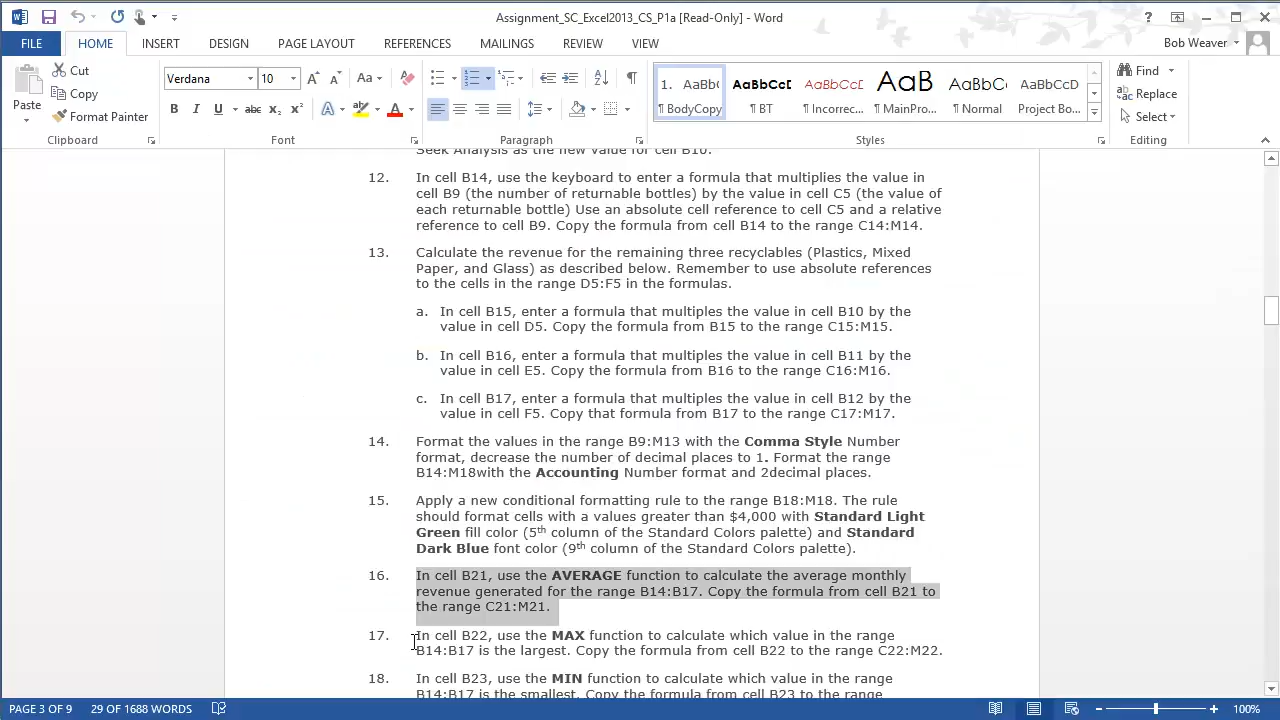 Assignment_SC_Excel2013_CS_P1a [Read-Only] - Word
FILE HOME INSERT DESIGN PAGE LAYOUT REFERENCES MAILINGS REVIEW VIEW Bob Weaver
Paste
Cut
Copy
Format Painter
Clipboard
Verdana 10
Font
Paragraph
1. AaBb( AaBbCcD AaBbCcD AaB AaBbC AaBbCcD
¶ BodyCopy ¶ BT ¶ Incorrec... ¶ MainPro... ¶ Normal Project Bo...
Styles
Find
Replace
Select
Editing
Seek Analysis as the new value for cell B10.
12. In cell B14, use the keyboard to enter a formula that multiplies the value in
cell B9 (the number of returnable bottles) by the value in cell C5 (the value of
each returnable bottle) Use an absolute cell reference to cell C5 and a relative
reference to cell B9. Copy the formula from cell B14 to the range C14:M14.
13. Calculate the revenue for the remaining three recyclables (Plastics, Mixed
Paper, and Glass) as described below. Remember to use absolute references
to the cells in the range D5:F5 in the formulas.
a. In cell B15, enter a formula that multiples the value in cell B10 by the
value in cell D5. Copy the formula from B15 to the range C15:M15.
b. In cell B16, enter a formula that multiples the value in cell B11 by the
value in cell E5. Copy the formula from B16 to the range C16:M16.
c. In cell B17, enter a formula that multiples the value in cell B12 by the
value in cell F5. Copy that formula from B17 to the range C17:M17.
14. Format the values in the range B9:M13 with the Comma Style Number
format, decrease the number of decimal places to 1. Format the range
B14:M18with the Accounting Number format and 2decimal places.
15. Apply a new conditional formatting rule to the range B18:M18. The rule
should format cells with a values greater than $4,000 with Standard Light
Green fill color (5th column of the Standard Colors palette) and Standard
Dark Blue font color (9th column of the Standard Colors palette).
16. In cell B21, use the AVERAGE function to calculate the average monthly
revenue generated for the range B14:B17. Copy the formula from cell B21 to
the range C21:M21.
17. In cell B22, use the MAX function to calculate which value in the range
B14:B17 is the largest. Copy the formula from cell B22 to the range C22:M22.
18. In cell B23, use the MIN function to calculate which value in the range
B14:B17 is the smallest. Copy the formula from cell B23 to the range
PAGE 3 OF 9 29 OF 1688 WORDS 100%